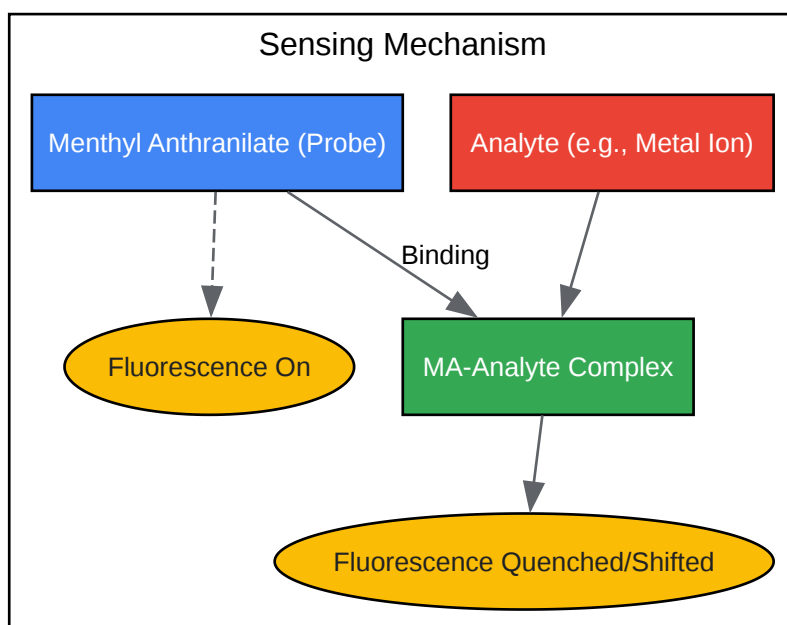 Sensing Mechanism
Menthyl Anthranilate (Probe)
Analyte (e.g., Metal Ion)
Binding
Fluorescence On
MA-Analyte Complex
Fluorescence Quenched/Shifted